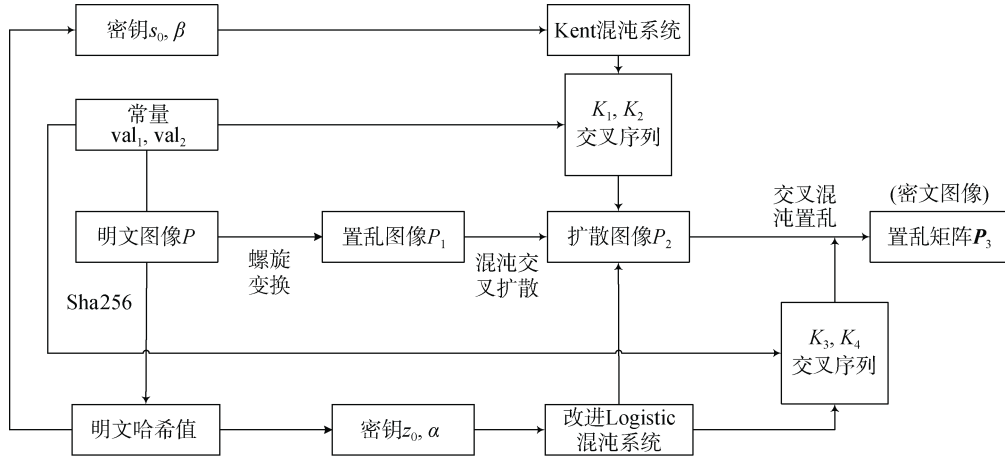 密钥s₀, β
Kent混沌系统
常量
val₁, val₂
K₁, K₂
交叉序列
明文图像P
螺旋
变换
置乱图像P₁
混沌交
叉扩散
扩散图像P₂
交叉混
沌置乱
(密文图像)
置乱矩阵P₃
Sha256
K₃, K₄
交叉序列
明文哈希值
密钥z₀, α
改进Logistic
混沌系统